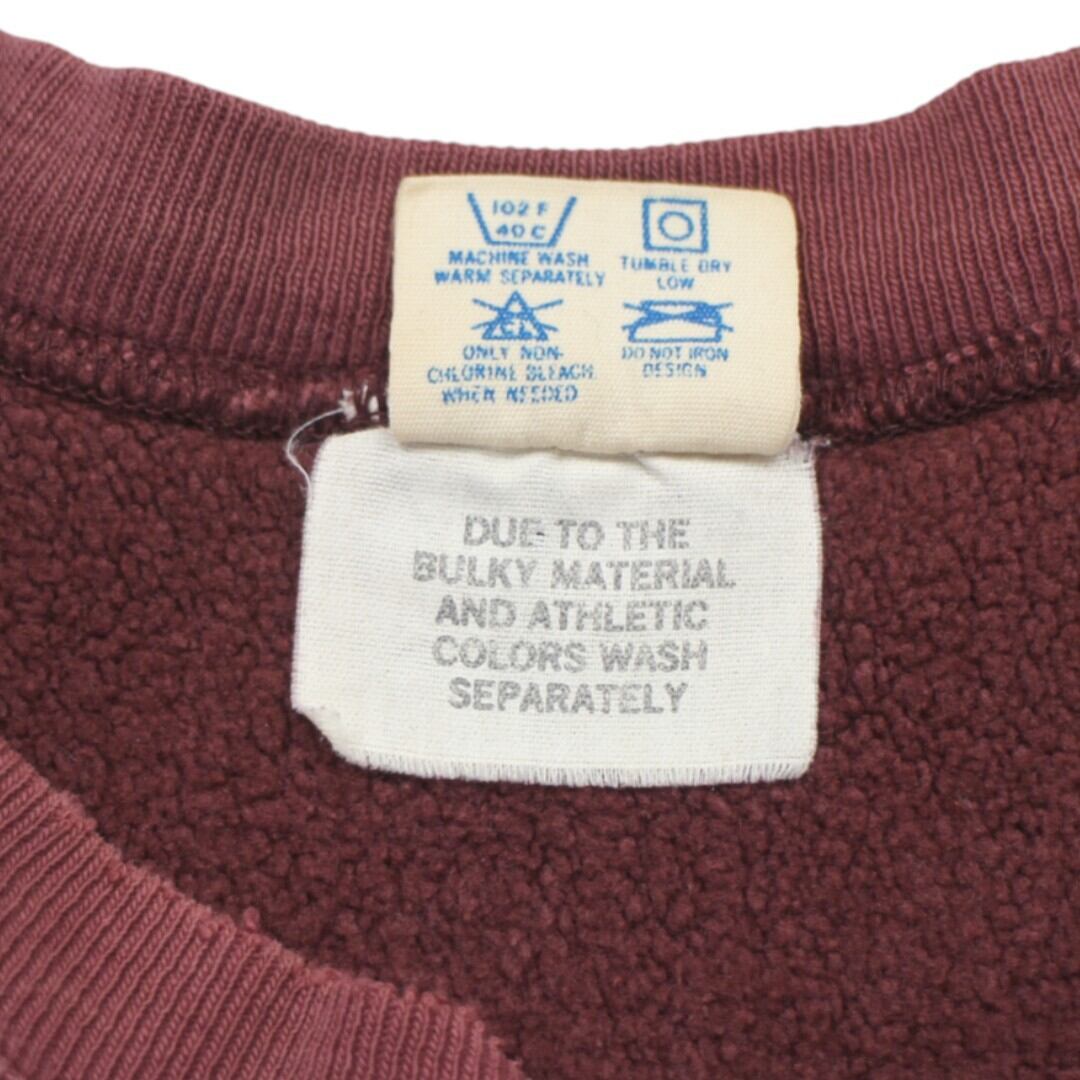 102 F
40 C
MACHINE WASH
WARM SEPARATELY
TUMBLE DRY
LOW
CL
ONLY NON-
CHLORINE BLEACH
WHEN NEEDED
DO NOT IRON
DESIGN
DUE TO THE
BULKY MATERIAL
AND ATHLETIC
COLORS WASH
SEPARATELY